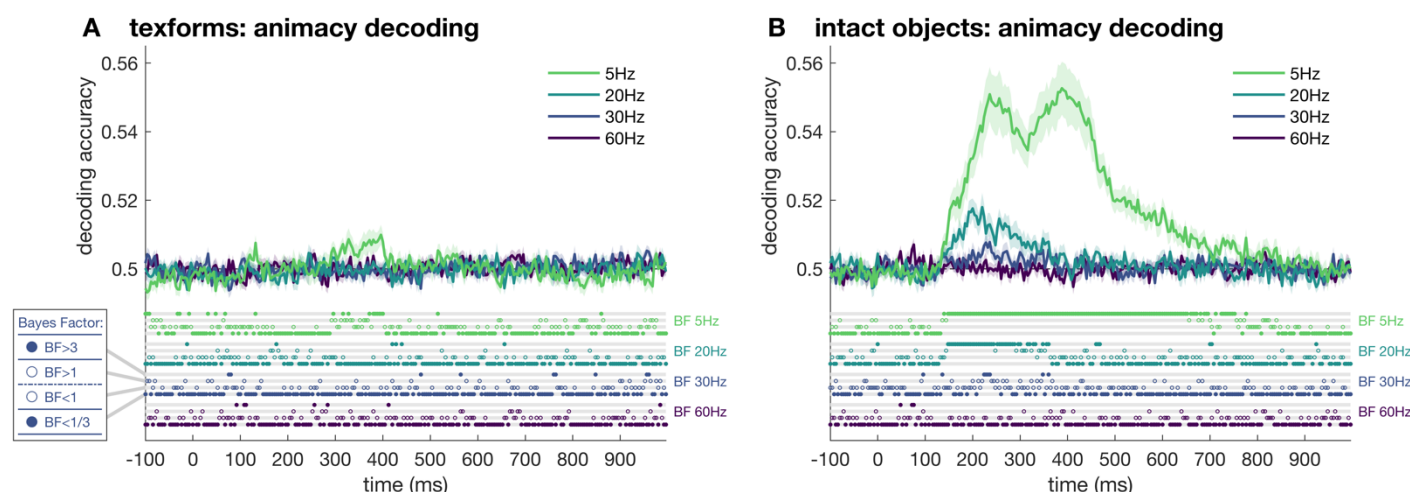 A texforms: animacy decoding
0.56
0.54
0.52
0.5
decoding accuracy
5Hz
20Hz
30Hz
60Hz
Bayes Factor:
BF>3
BF>1
BF<1
BF<1/3
BF 5Hz
BF 20Hz
BF 30Hz
BF 60Hz
-100 0 100 200 300 400 500 600 700 800 900
time (ms)
B intact objects: animacy decoding
0.56
0.54
0.52
0.5
decoding accuracy
5Hz
20Hz
30Hz
60Hz
BF 5Hz
BF 20Hz
BF 30Hz
BF 60Hz
-100 0 100 200 300 400 500 600 700 800 900
time (ms)